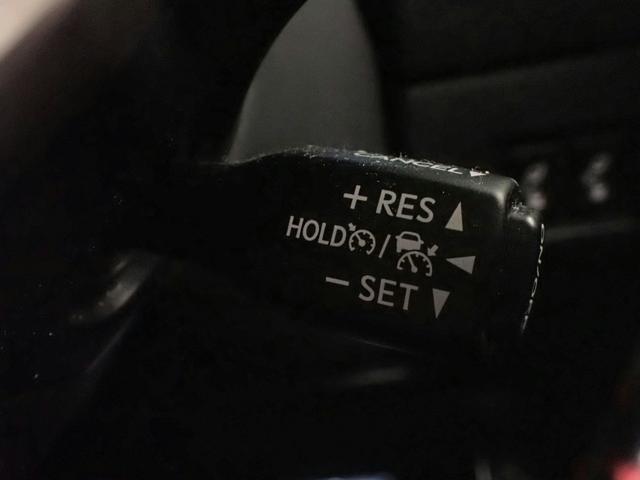 CANCEL
+ RES
HOLD /
- SET